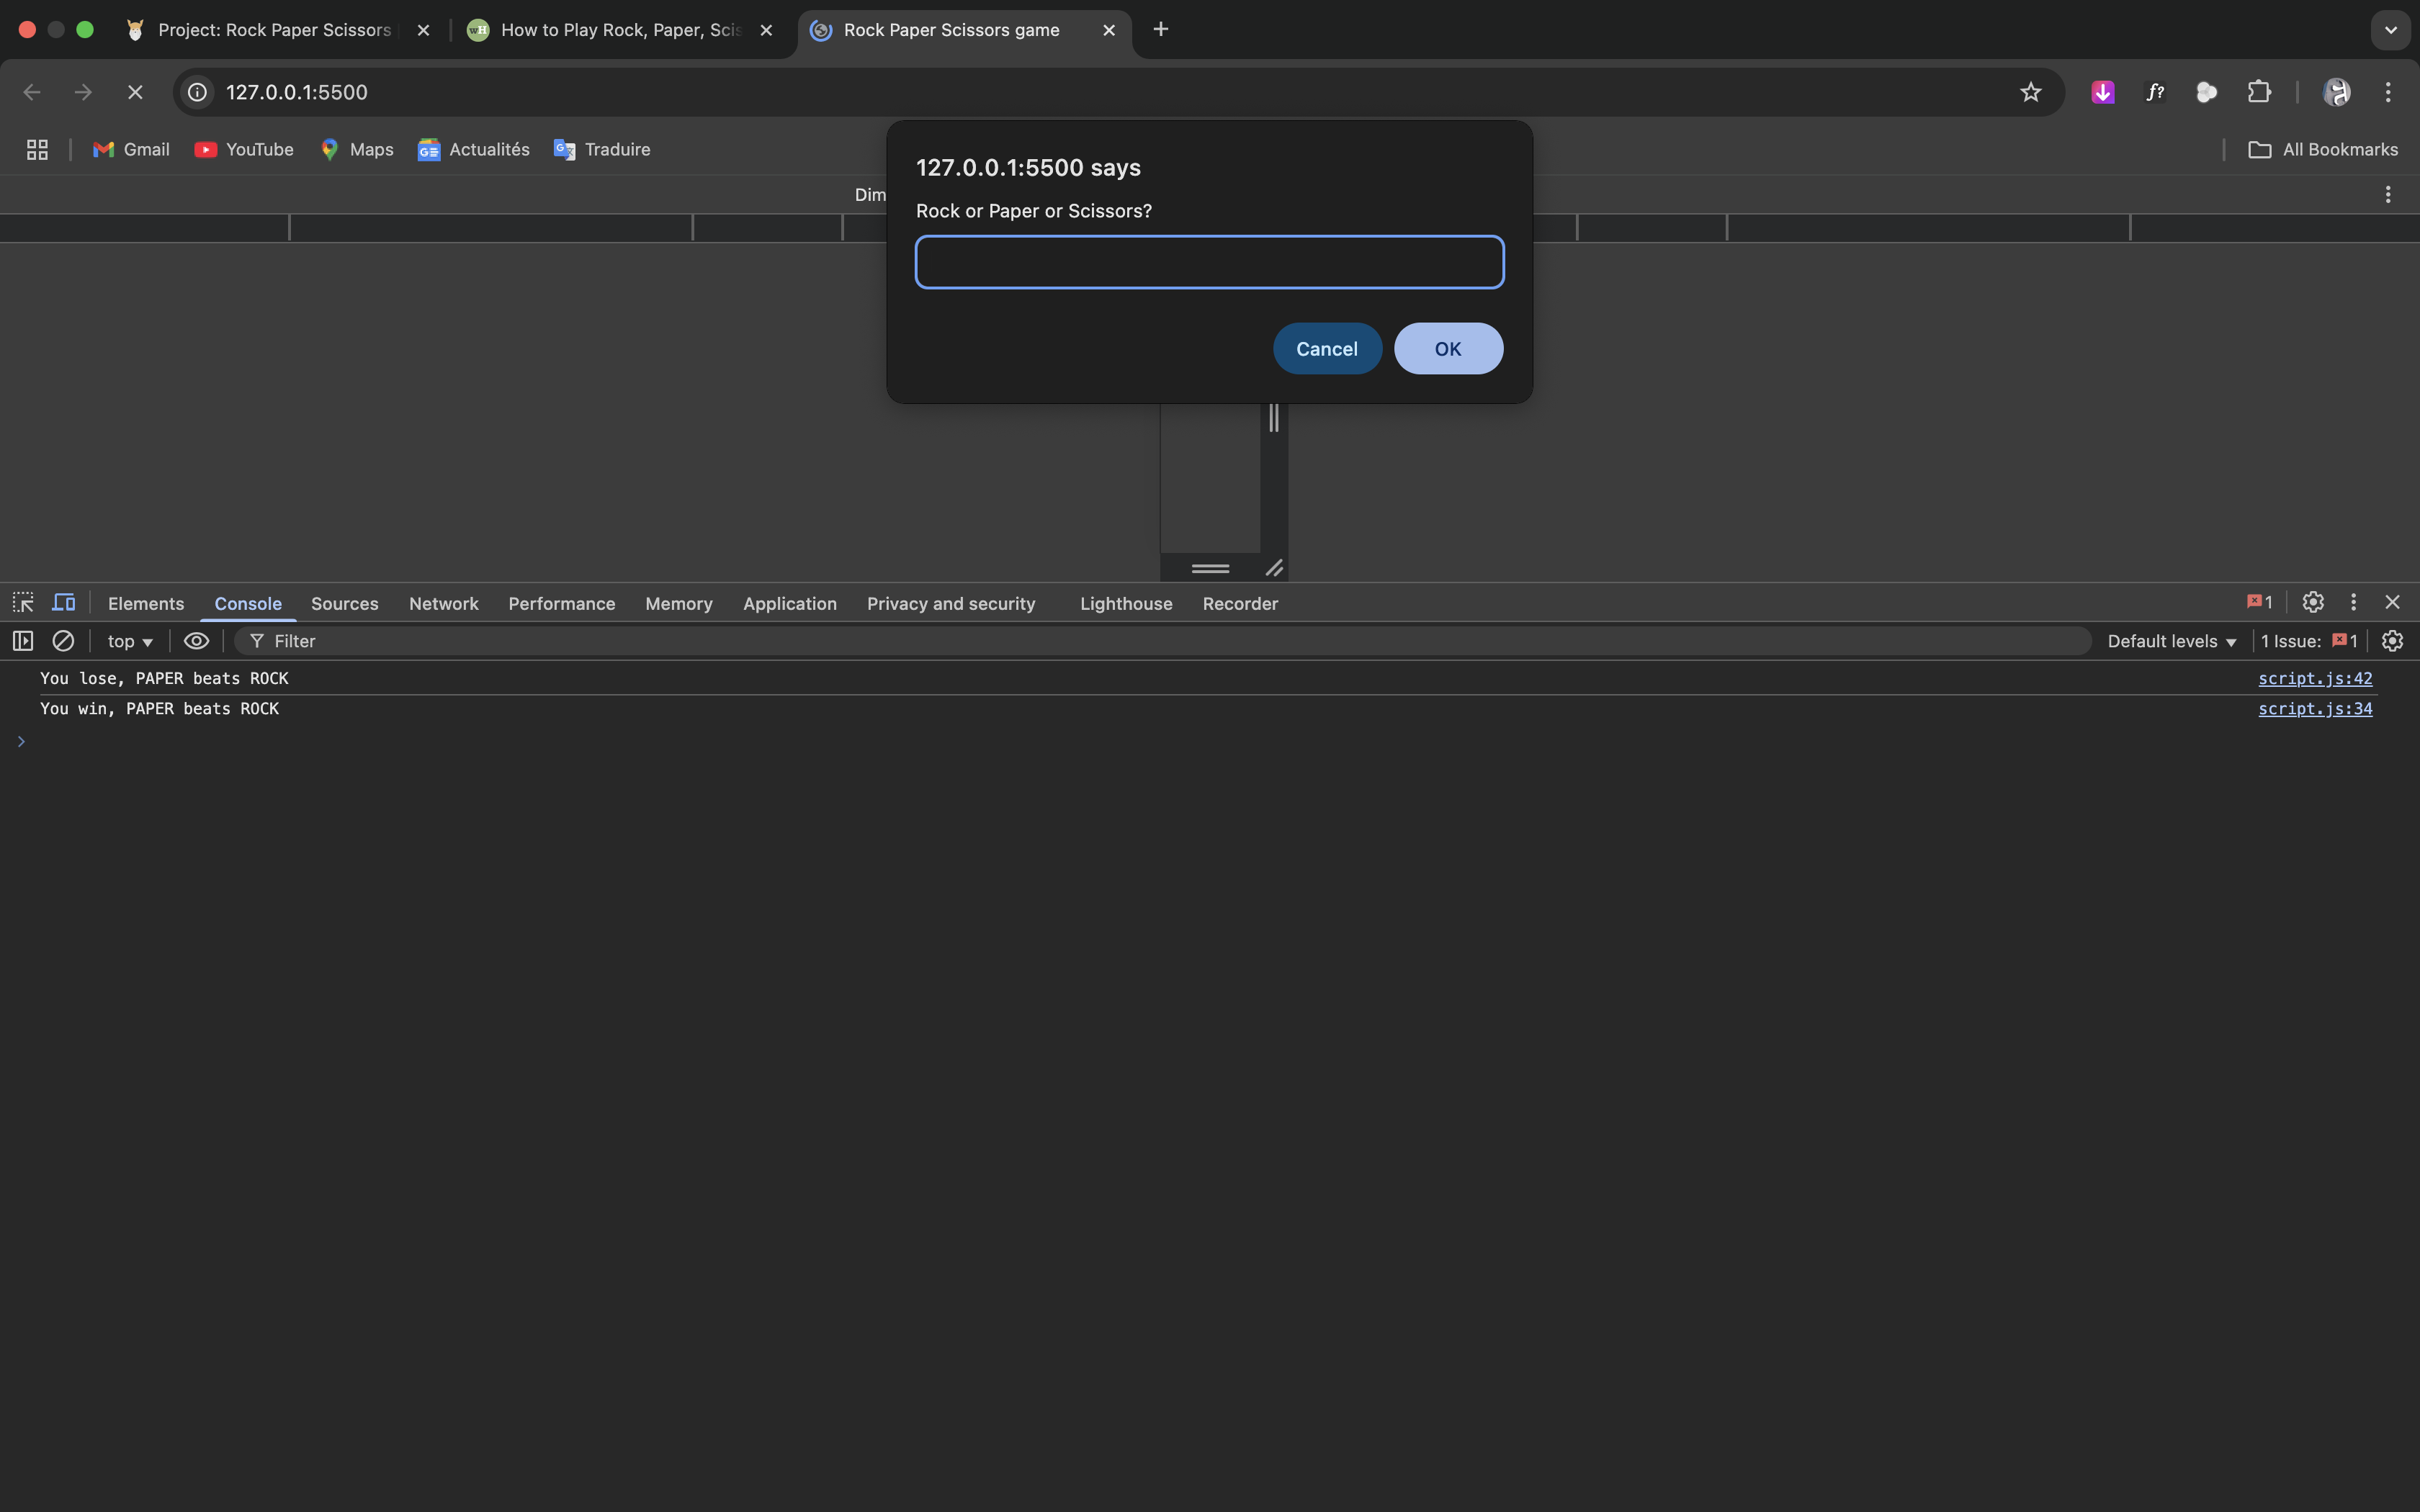 Project: Rock Paper Scissors
How to Play Rock, Paper, Scis
Rock Paper Scissors game
127.0.0.1:5500
Gmail
YouTube
Maps
Actualités
Traduire
All Bookmarks
Dim
127.0.0.1:5500 says
Rock or Paper or Scissors?
Cancel
OK
Elements
Console
Sources
Network
Performance
Memory
Application
Privacy and security
Lighthouse
Recorder
1
top
Filter
Default levels
1 Issue:
1
You lose, PAPER beats ROCK
script.js:42
You win, PAPER beats ROCK
script.js:34